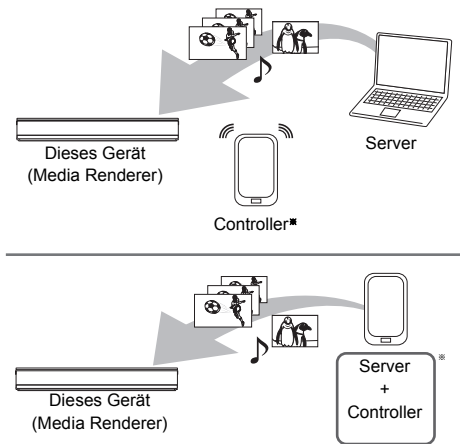 Server
Dieses Gerät
(Media Renderer)
Controller※
Server
+
Controller
※
Dieses Gerät
(Media Renderer)